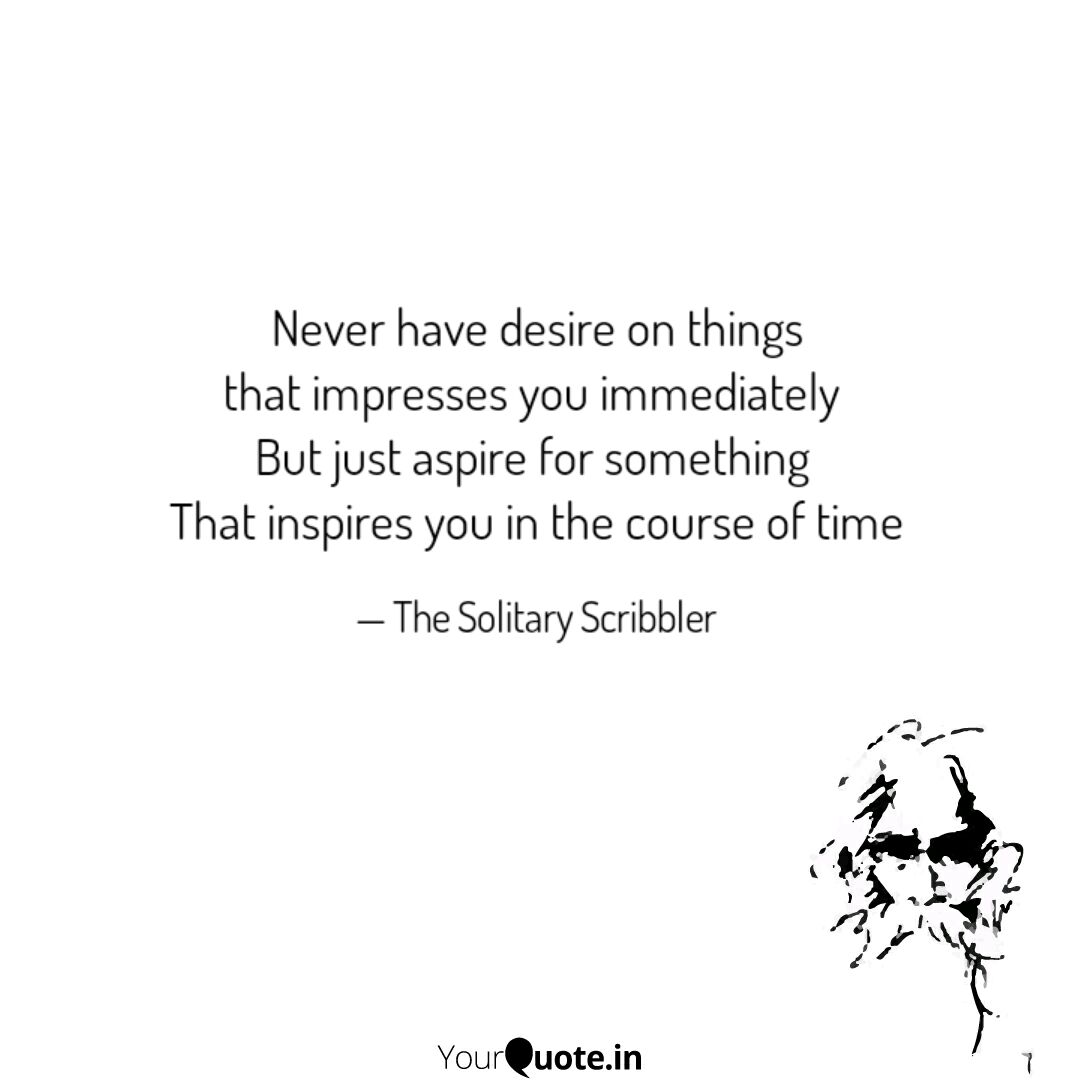 Never have desire on things
that impresses you immediately
But just aspire for something
That inspires you in the course of time
– The Solitary Scribbler
YourQuote.in